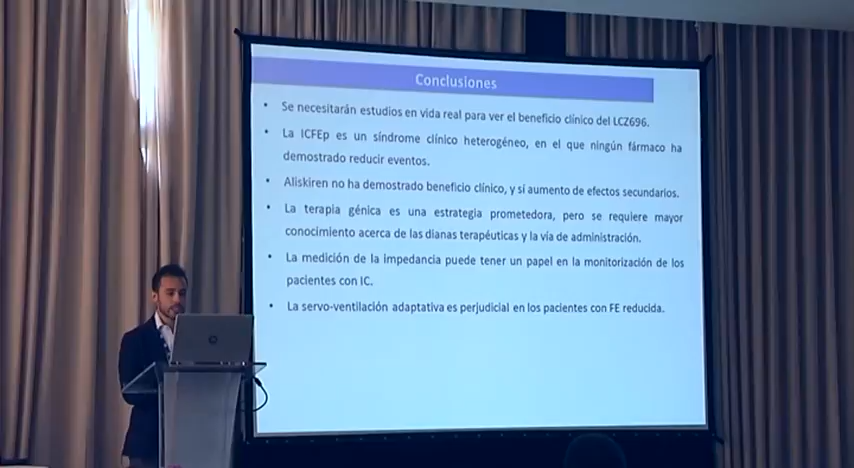 Conclusiones
• Se necesitarán estudios en vida real para ver el beneficio clínico del LCZ696.
• La ICFEp es un síndrome clínico heterogéneo, en el que ningún fármaco ha
demostrado reducir eventos.
• Aliskiren no ha demostrado beneficio clínico, y sí aumento de efectos secundarios.
• La terapia génica es una estrategia prometedora, pero se requiere mayor
conocimiento acerca de las dianas terapéuticas y la vía de administración.
• La medición de la impedancia puede tener un papel en la monitorización de los
pacientes con IC.
• La servo-ventilación adaptativa es perjudicial en los pacientes con FE reducida.